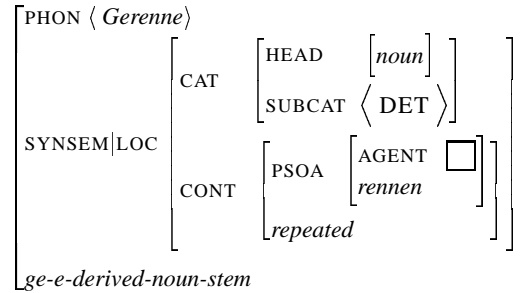 PHON ⟨ Gerenne⟩
HEAD [noun]
CAT
SUBCAT ⟨ DET ⟩
SYNSEM|LOC
AGENT □
PSOA
rennen
CONT
repeated
ge-e-derived-noun-stem